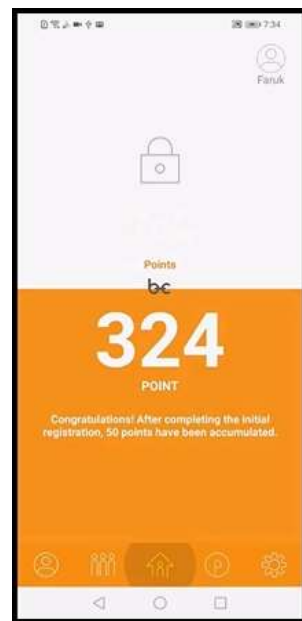 7:34
Faruk
Points
bc
324
POINT
Congratulations! After completing the initial
registration, 50 points have been accumulated.
P